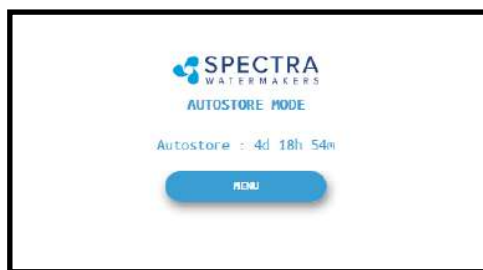 SPECTRA
WATERMAKERS
AUTOSTORE MODE
Autostore : 4d 18h 54m
MENU